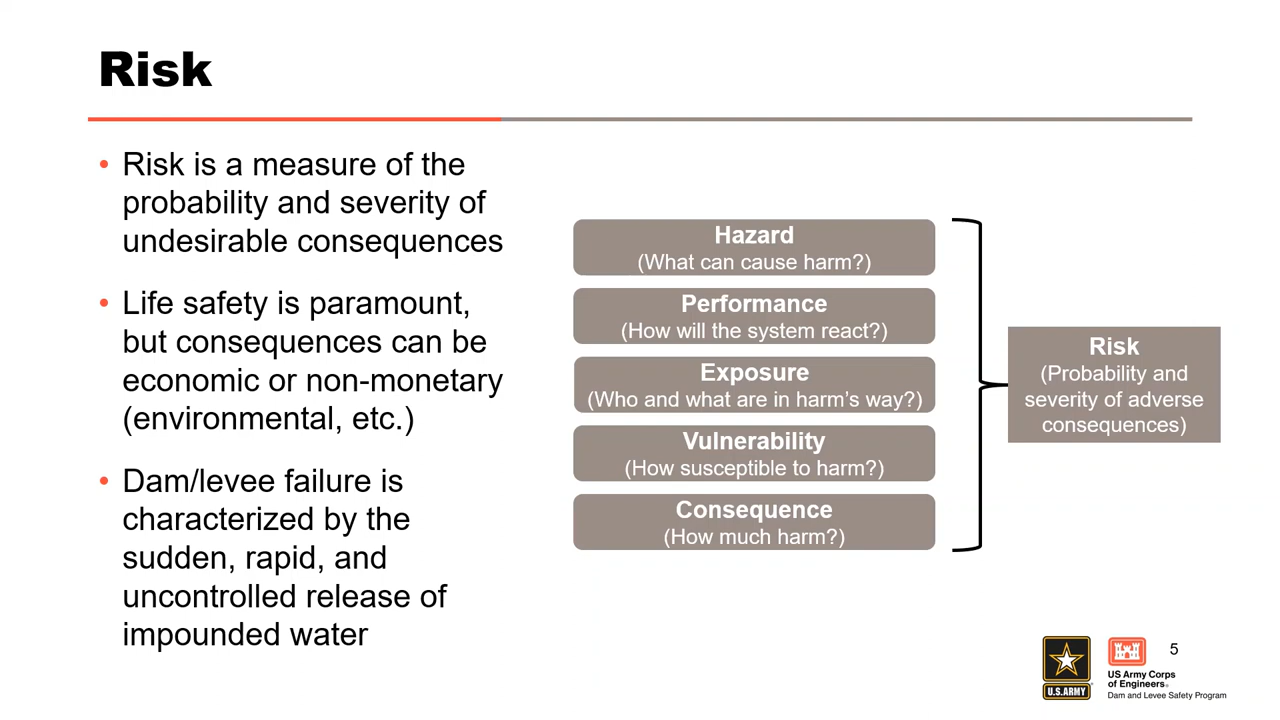 Risk
• Risk is a measure of the
probability and severity of
undesirable consequences
• Life safety is paramount,
but consequences can be
economic or non-monetary
(environmental, etc.)
• Dam/levee failure is
characterized by the
sudden, rapid, and
uncontrolled release of
impounded water
Hazard
(What can cause harm?)
Performance
(How will the system react?)
Exposure
(Who and what are in harm's way?)
Vulnerability
(How susceptible to harm?)
Consequence
(How much harm?)
Risk
(Probability and
severity of adverse
consequences)
U.S.ARMY
US Army Corps
of Engineers®
Dam and Levee Safety Program
5